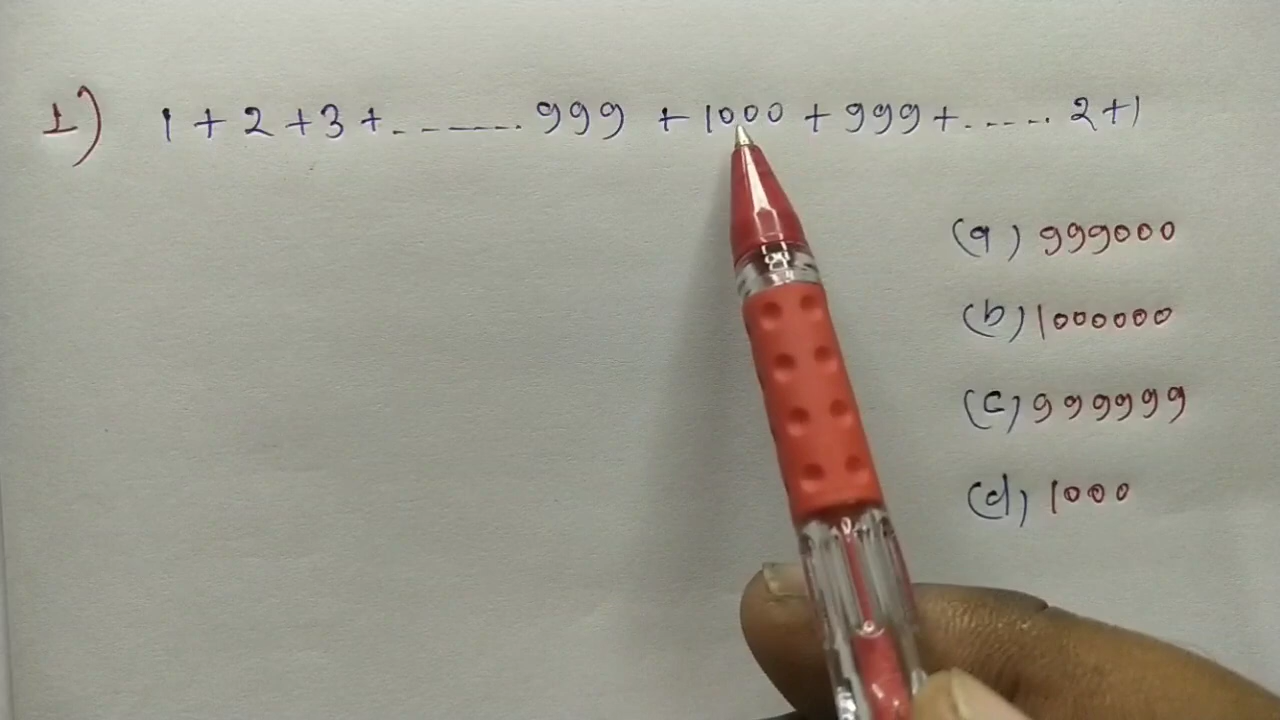 1) 1 + 2 + 3 + ......... 999 + 1000 + 999 + ...... 2 + 1
(a) 999000
(b) 1000000
(c) 999999
(d) 1000